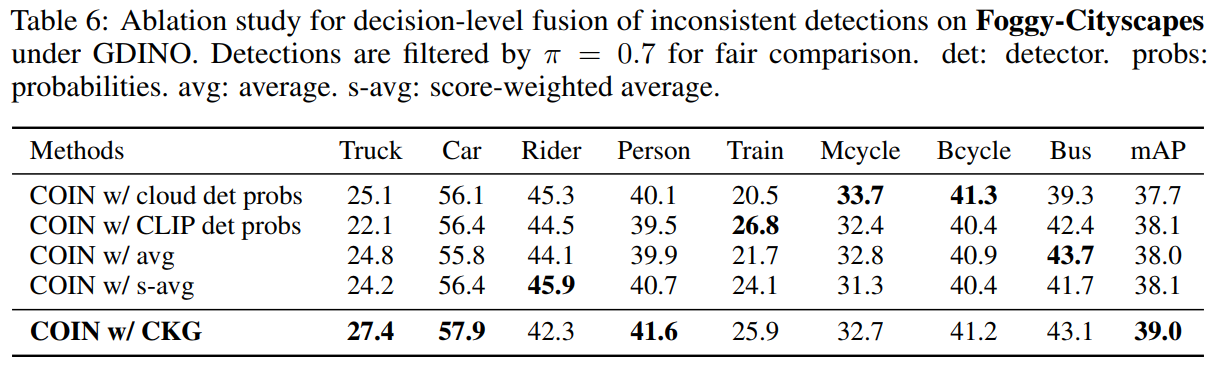 Table 6: Ablation study for decision-level fusion of inconsistent detections on Foggy-Cityscapes
under GDINO. Detections are filtered by π = 0.7 for fair comparison. det: detector. probs:
probabilities. avg: average. s-avg: score-weighted average.
Methods Truck Car Rider Person Train Mcycle Bcycle Bus mAP
COIN w/ cloud det probs 25.1 56.1 45.3 40.1 20.5 33.7 41.3 39.3 37.7
COIN w/ CLIP det probs 22.1 56.4 44.5 39.5 26.8 32.4 40.4 42.4 38.1
COIN w/ avg 24.8 55.8 44.1 39.9 21.7 32.8 40.9 43.7 38.0
COIN w/ s-avg 24.2 56.4 45.9 40.7 24.1 31.3 40.4 41.7 38.1
COIN w/ CKG 27.4 57.9 42.3 41.6 25.9 32.7 41.2 43.1 39.0